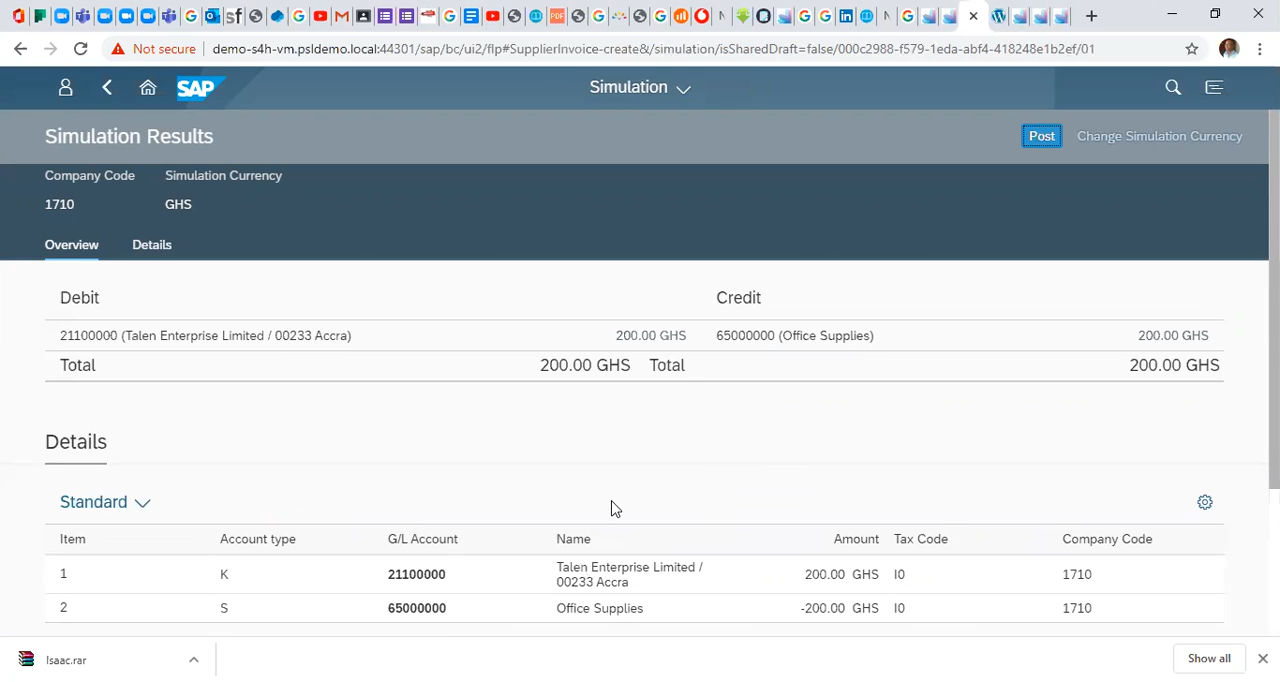 Not secure demo-s4h-vm.psldemo.local:44301/sap/bc/ui2/flp#SupplierInvoice-create&/simulation/isSharedDraft=false/000c2988-f579-1eda-abf4-418248e1b2ef/01
SAP Simulation
Simulation Results Post Change Simulation Currency
Company Code Simulation Currency
1710 GHS
Overview Details
Debit Credit
21100000 (Talen Enterprise Limited / 00233 Accra) 200.00 GHS 65000000 (Office Supplies) 200.00 GHS
Total 200.00 GHS Total 200.00 GHS
Details
Standard
Item Account type G/L Account Name Amount Tax Code Company Code
1 K 21100000 Talen Enterprise Limited / 00233 Accra 200.00 GHS I0 1710
2 S 65000000 Office Supplies -200.00 GHS I0 1710
Isaac.rar Show all